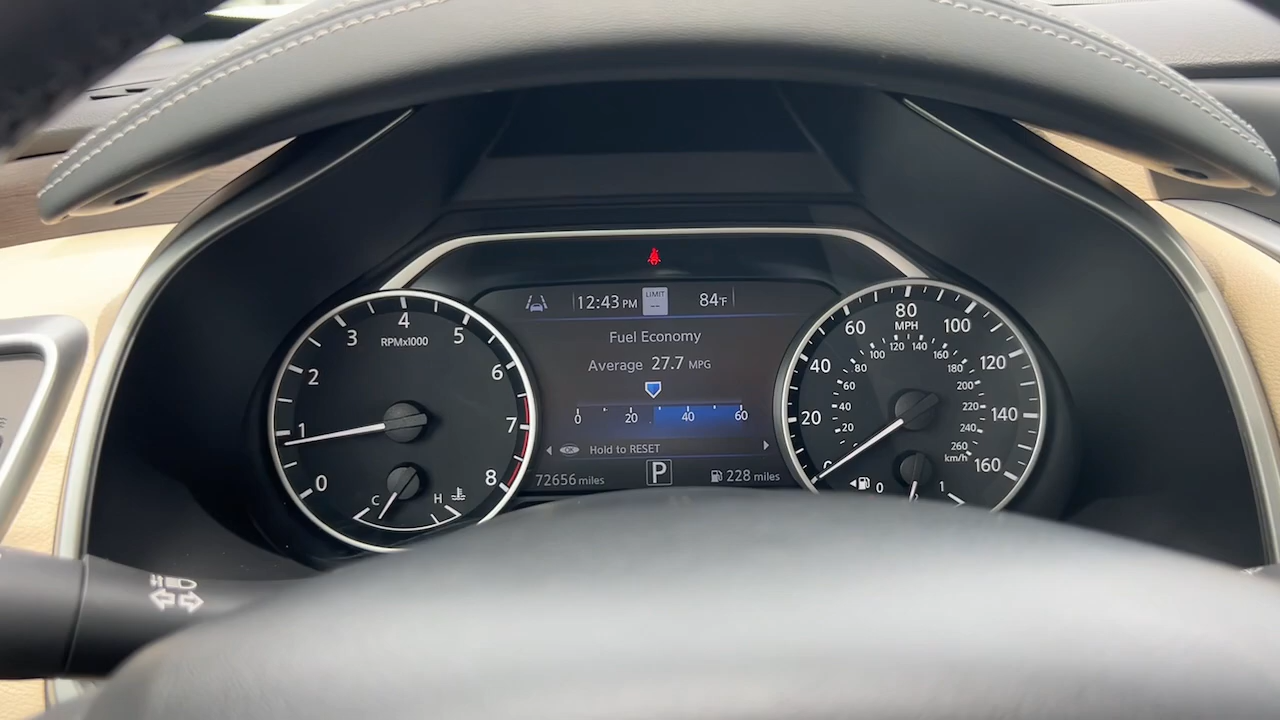 12:43 PM
LIMIT
--
84°F
Fuel Economy
Average 27.7 MPG
0 20 40 60
OK Hold to RESET
72656 miles
P
228 miles
0 1 2 3 4 5 6 7 8
RPMx1000
C H
0 20 40 60 80 100 120 140 160
MPH
20 40 60 80 100 120 140 160 180 200 220 240 260
km/h
0 1